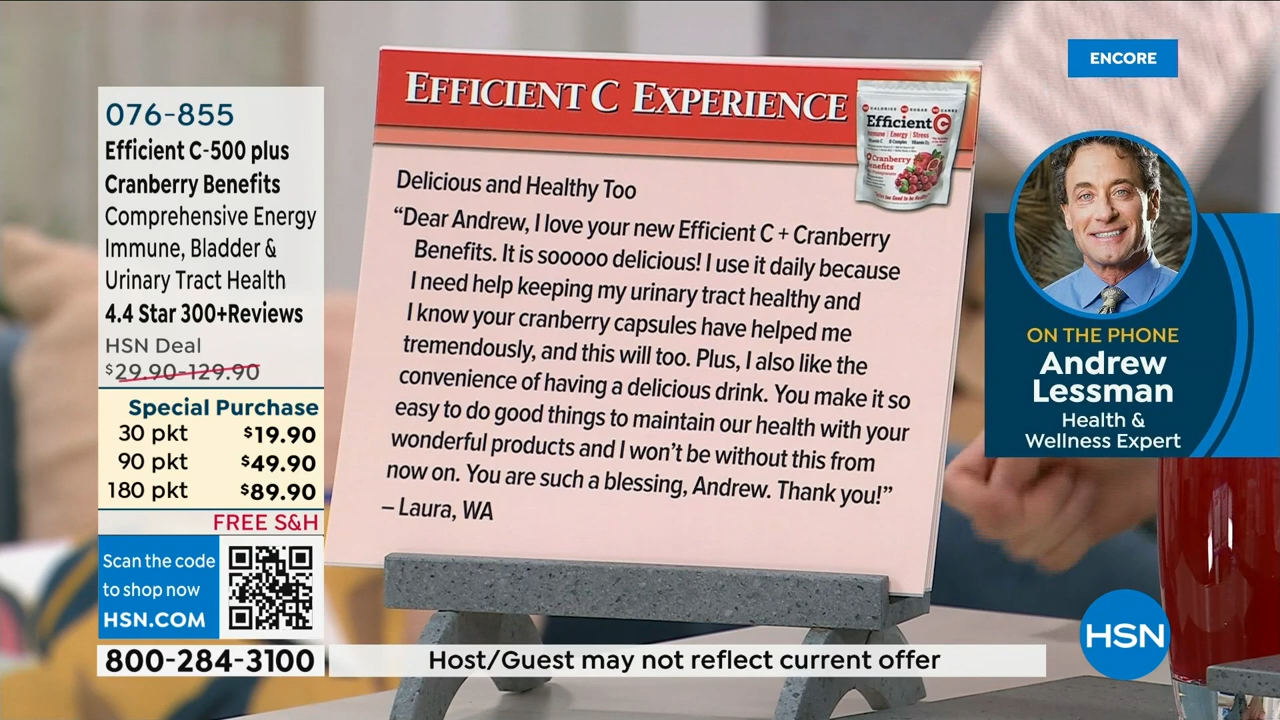 ENCORE
076-855
Efficient C-500 plus
Cranberry Benefits
Comprehensive Energy
Immune, Bladder &
Urinary Tract Health
4.4 Star 300+Reviews
HSN Deal
$29.90-129.90
Special Purchase
30 pkt $19.90
90 pkt $49.90
180 pkt $89.90
FREE S&H
Scan the code
to shop now
HSN.COM
800-284-3100
Host/Guest may not reflect current offer
EFFICIENT C EXPERIENCE
Efficient C
Immune | Energy | Stress
Cranberry
Benefits
Delicious and Healthy Too
“Dear Andrew, I love your new Efficient C + Cranberry
Benefits. It is sooooo delicious! I use it daily because
I need help keeping my urinary tract healthy and
I know your cranberry capsules have helped me
tremendously, and this will too. Plus, I also like the
convenience of having a delicious drink. You make it so
easy to do good things to maintain our health with your
wonderful products and I won’t be without this from
now on. You are such a blessing, Andrew. Thank you!”
– Laura, WA
ON THE PHONE
Andrew
Lessman
Health &
Wellness Expert
HSN